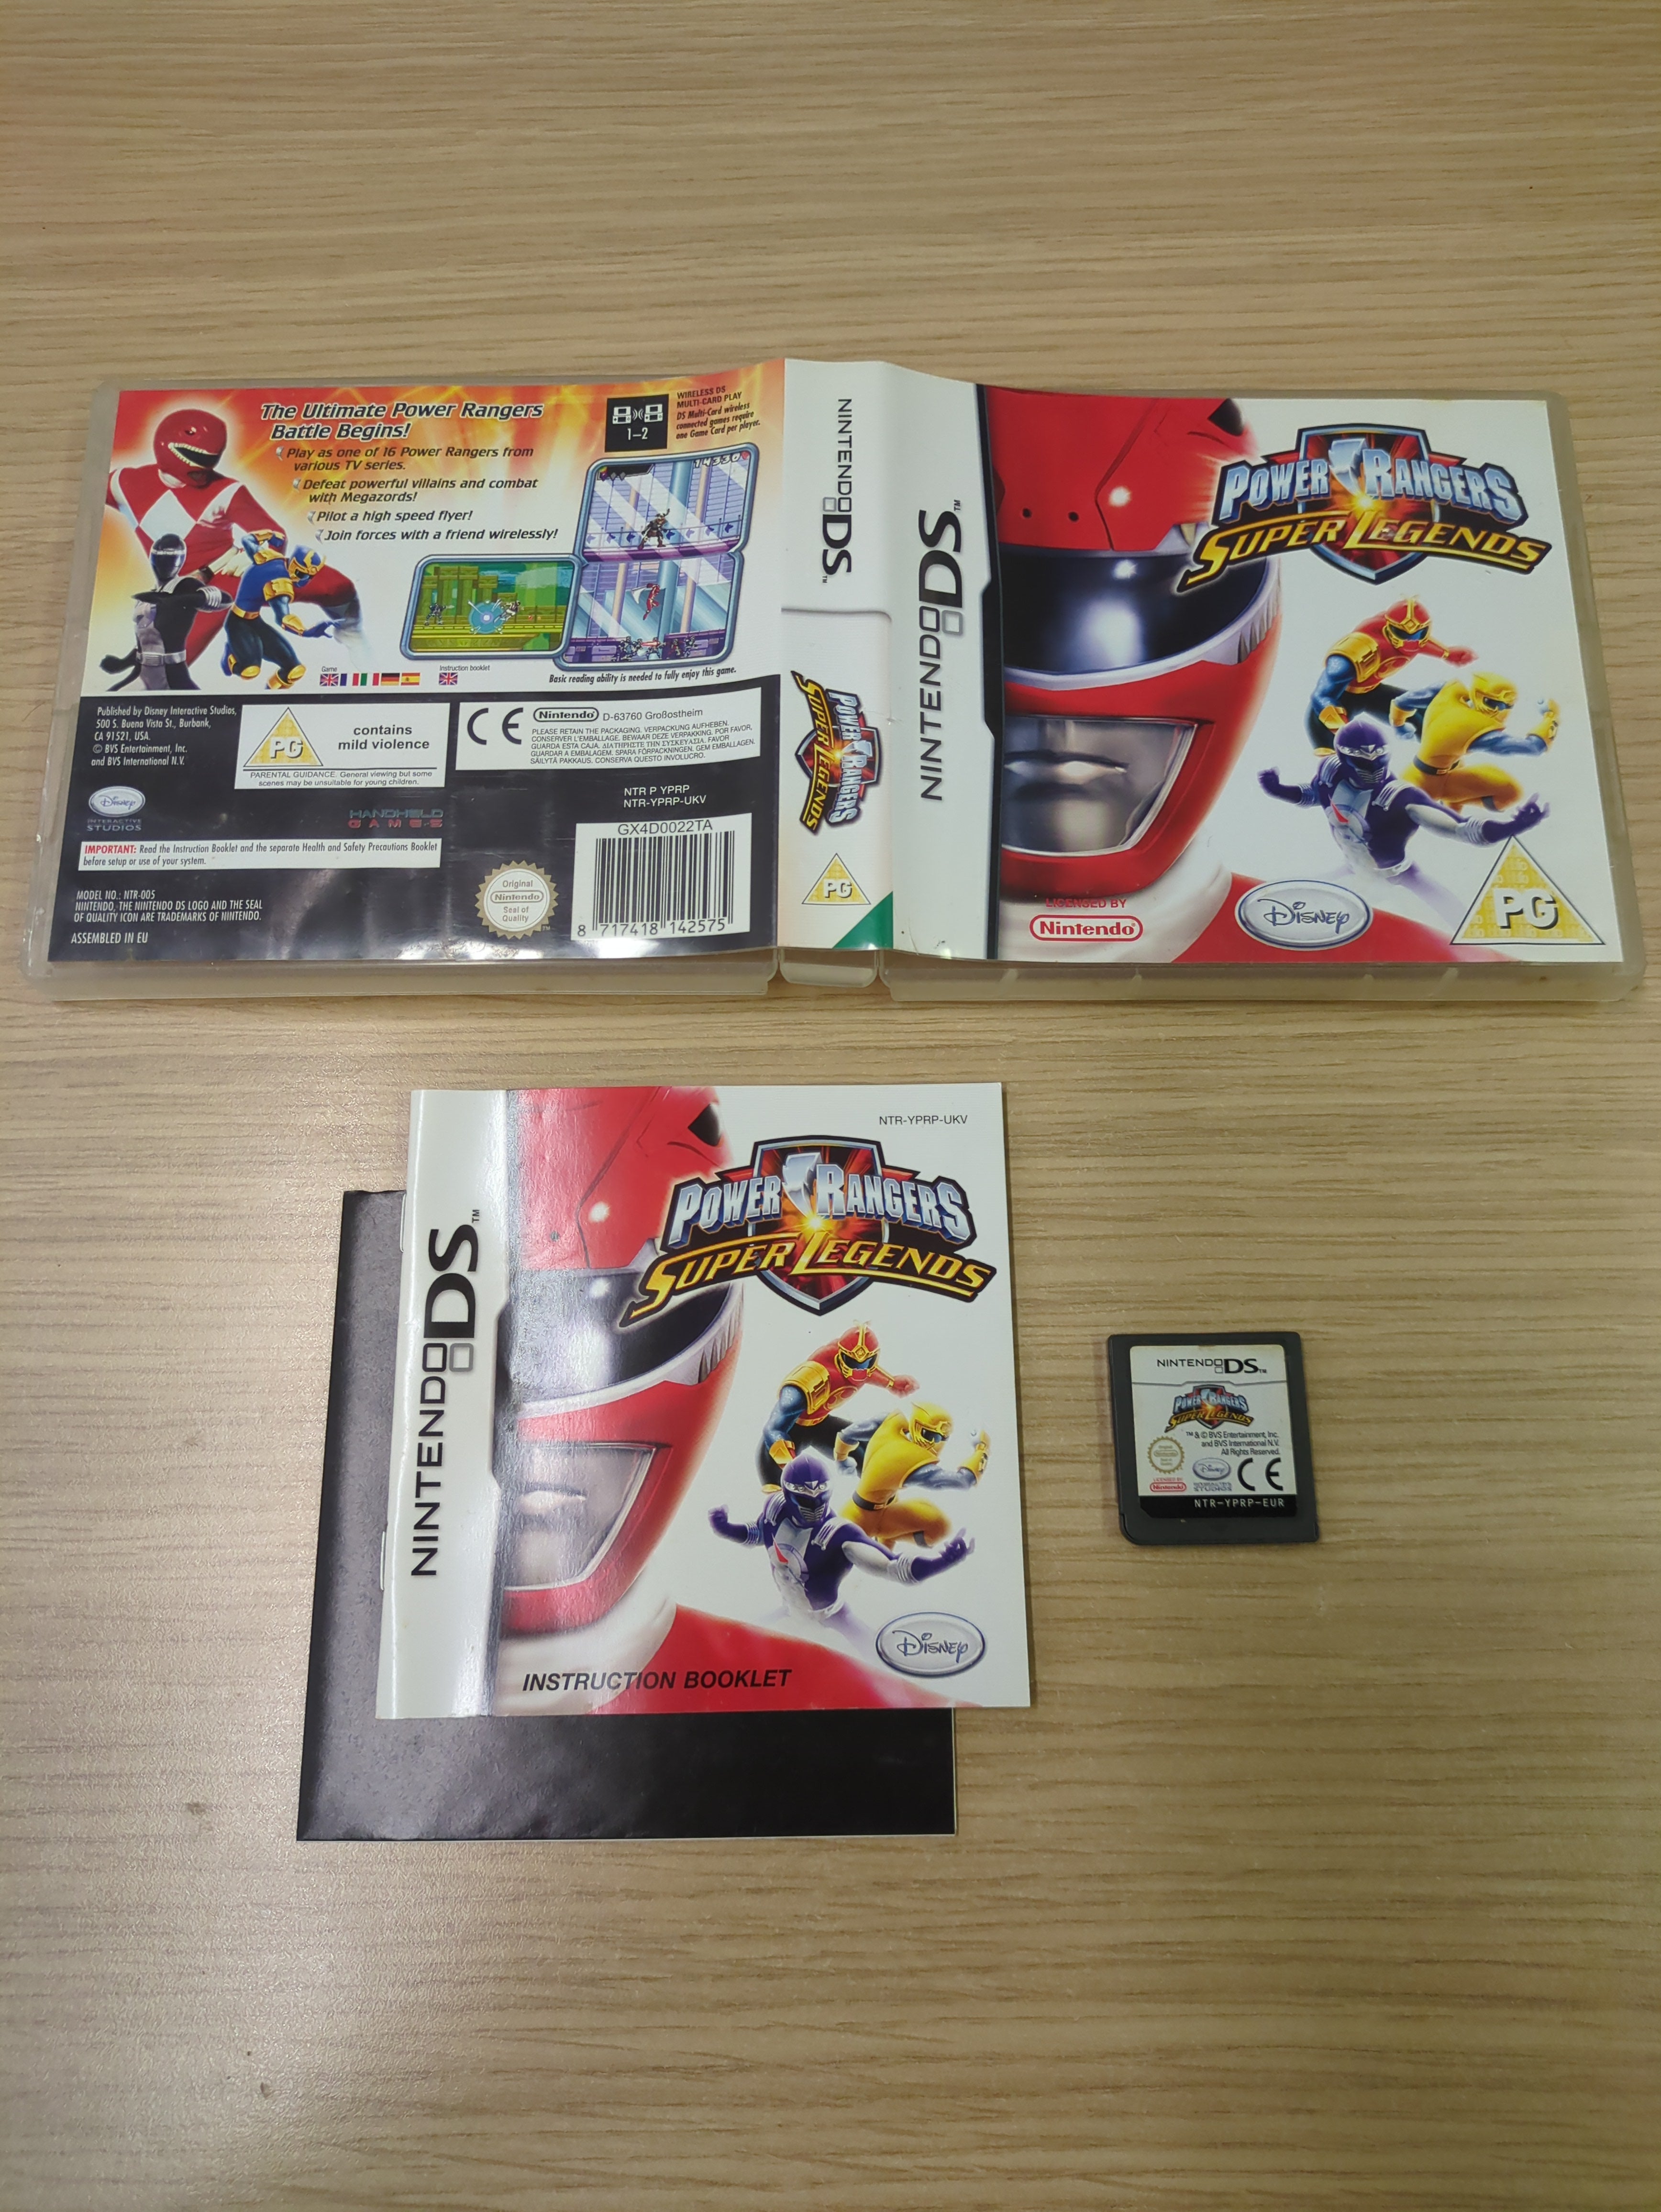 The Ultimate Power Rangers
Battle Begins!
Play as one of 16 Power Rangers from
various TV series.
Defeat powerful villains and combat
with Megazords!
Pilot a high speed flyer!
Join forces with a friend wirelessly!
1–2
WIRELESS DS
MULTI-CARD PLAY
DS Multi-Card wireless
connected games require
one Game Card per player.
14330
Game
Instruction booklet
Basic reading ability is needed to fully enjoy this game.
Published by Disney Interactive Studios,
500 S. Buena Vista St., Burbank,
CA 91521, USA.
© BVS Entertainment, Inc.
and BVS International N.V.
PG
contains
mild violence
PARENTAL GUIDANCE. General viewing but some
scenes may be unsuitable for young children.
CE
Nintendo
D-63760 Großostheim
PLEASE RETAIN THE PACKAGING. VERPACKUNG AUFHEBEN.
CONSERVER L'EMBALLAGE. BEWAAR DEZE VERPAKKING. POR FAVOR,
GUARDA ESTA CAJA. ΔΙΑΤΗΡΗΣΤΕ ΤΗΝ ΣΥΣΚΕΥΑΣΙΑ. FAVOR
GUARDAR A EMBALAGEM. SPARA FÖRPACKNINGEN. GEM EMBALLAGEN.
SÄILYTÄ PAKKAUS. CONSERVA QUESTO INVOLUCRO.
Disney
INTERACTIVE
STUDIOS
HANDHELD
GAMES
NTR P YPRP
NTR-YPRP-UKV
GX4D0022TA
8 717418 142575
IMPORTANT: Read the Instruction Booklet and the separate Health and Safety Precautions Booklet
before setup or use of your system.
Original
Nintendo
Seal of
Quality
MODEL NO.: NTR-005
NINTENDO, THE NINTENDO DS LOGO AND THE SEAL
OF QUALITY ICON ARE TRADEMARKS OF NINTENDO.
ASSEMBLED IN EU
NINTENDO DS™
POWER RANGERS
SUPER LEGENDS
PG
NINTENDO DS™
POWER RANGERS
SUPER LEGENDS
LICENSED BY
Nintendo
Disney
PG
NTR-YPRP-UKV
NINTENDO DS™
POWER RANGERS
SUPER LEGENDS
Disney
INSTRUCTION BOOKLET
NINTENDO DS™
POWER RANGERS
SUPER LEGENDS
™ & © BVS Entertainment, Inc.
and BVS International N.V.
All Rights Reserved.
LICENSED BY
Nintendo
Disney
CE
NTR-YPRP-EUR